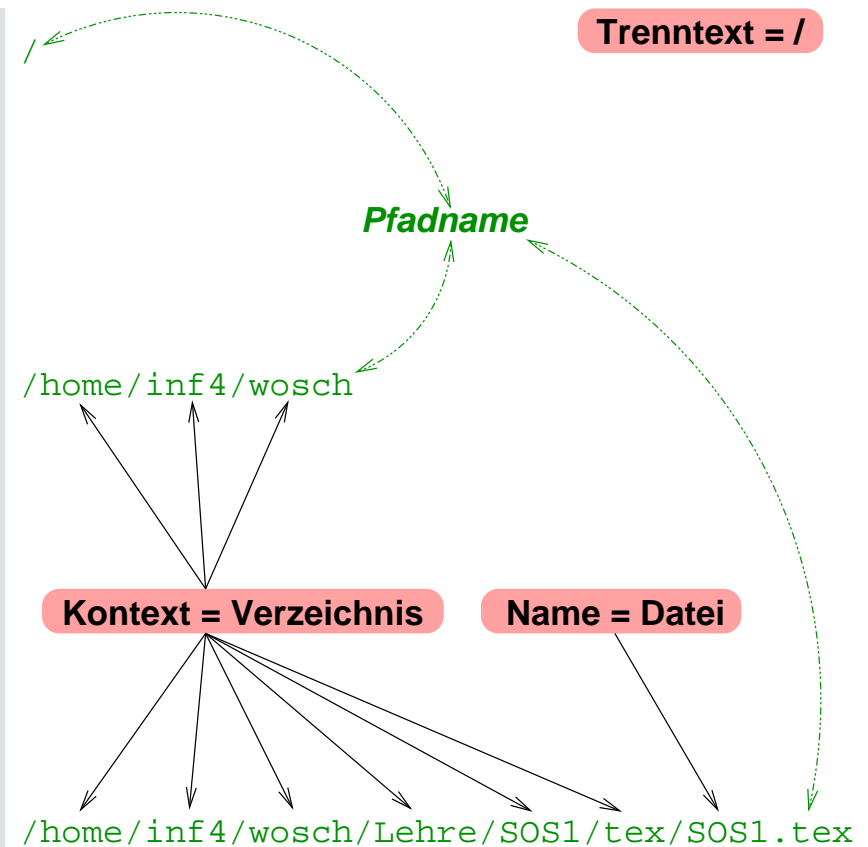 Trenntext = /
/
Pfadname
/home/inf4/wosch
Kontext = Verzeichnis
Name = Datei
/home/inf4/wosch/Lehre/SOS1/tex/SOS1.tex